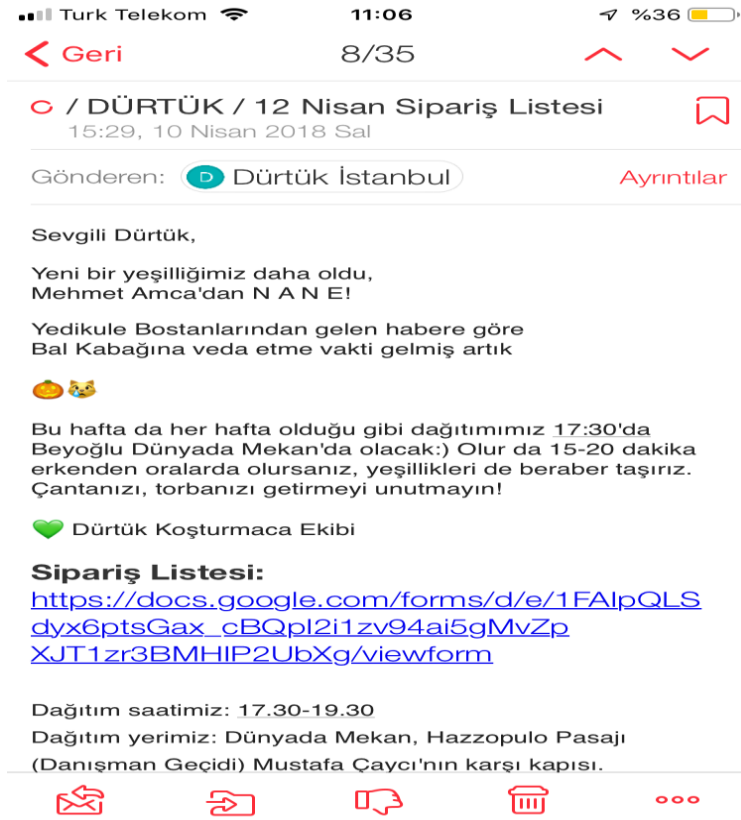 Turk Telekom 11:06 %36
Geri 8/35
/ DÜRTÜK / 12 Nisan Sipariş Listesi
15:29, 10 Nisan 2018 Sal
Gönderen: D Dürtük İstanbul Ayrıntılar
Sevgili Dürtük,
Yeni bir yeşilliğimiz daha oldu,
Mehmet Amca'dan N A N E!
Yedikule Bostanlarından gelen habere göre
Bal Kabağına veda etme vakti gelmiş artık
🎃😿
Bu hafta da her hafta olduğu gibi dağıtımımız 17:30'da
Beyoğlu Dünyada Mekan'da olacak:) Olur da 15-20 dakika
erkenden oralarda olursanız, yeşillikleri de beraber taşırız.
Çantanızı, torbanızı getirmeyi unutmayın!
💚 Dürtük Koşturmaca Ekibi
Sipariş Listesi:
https://docs.google.com/forms/d/e/1FAIpQLS
dyx6ptsGax_cBQpI2i1zv94ai5gMvZp
XJT1zr3BMHIP2UbXg/viewform
Dağıtım saatimiz: 17.30-19.30
Dağıtım yerimiz: Dünyada Mekan, Hazzopulo Pasajı
(Danışman Geçidi) Mustafa Çaycı'nın karşı kapısı.